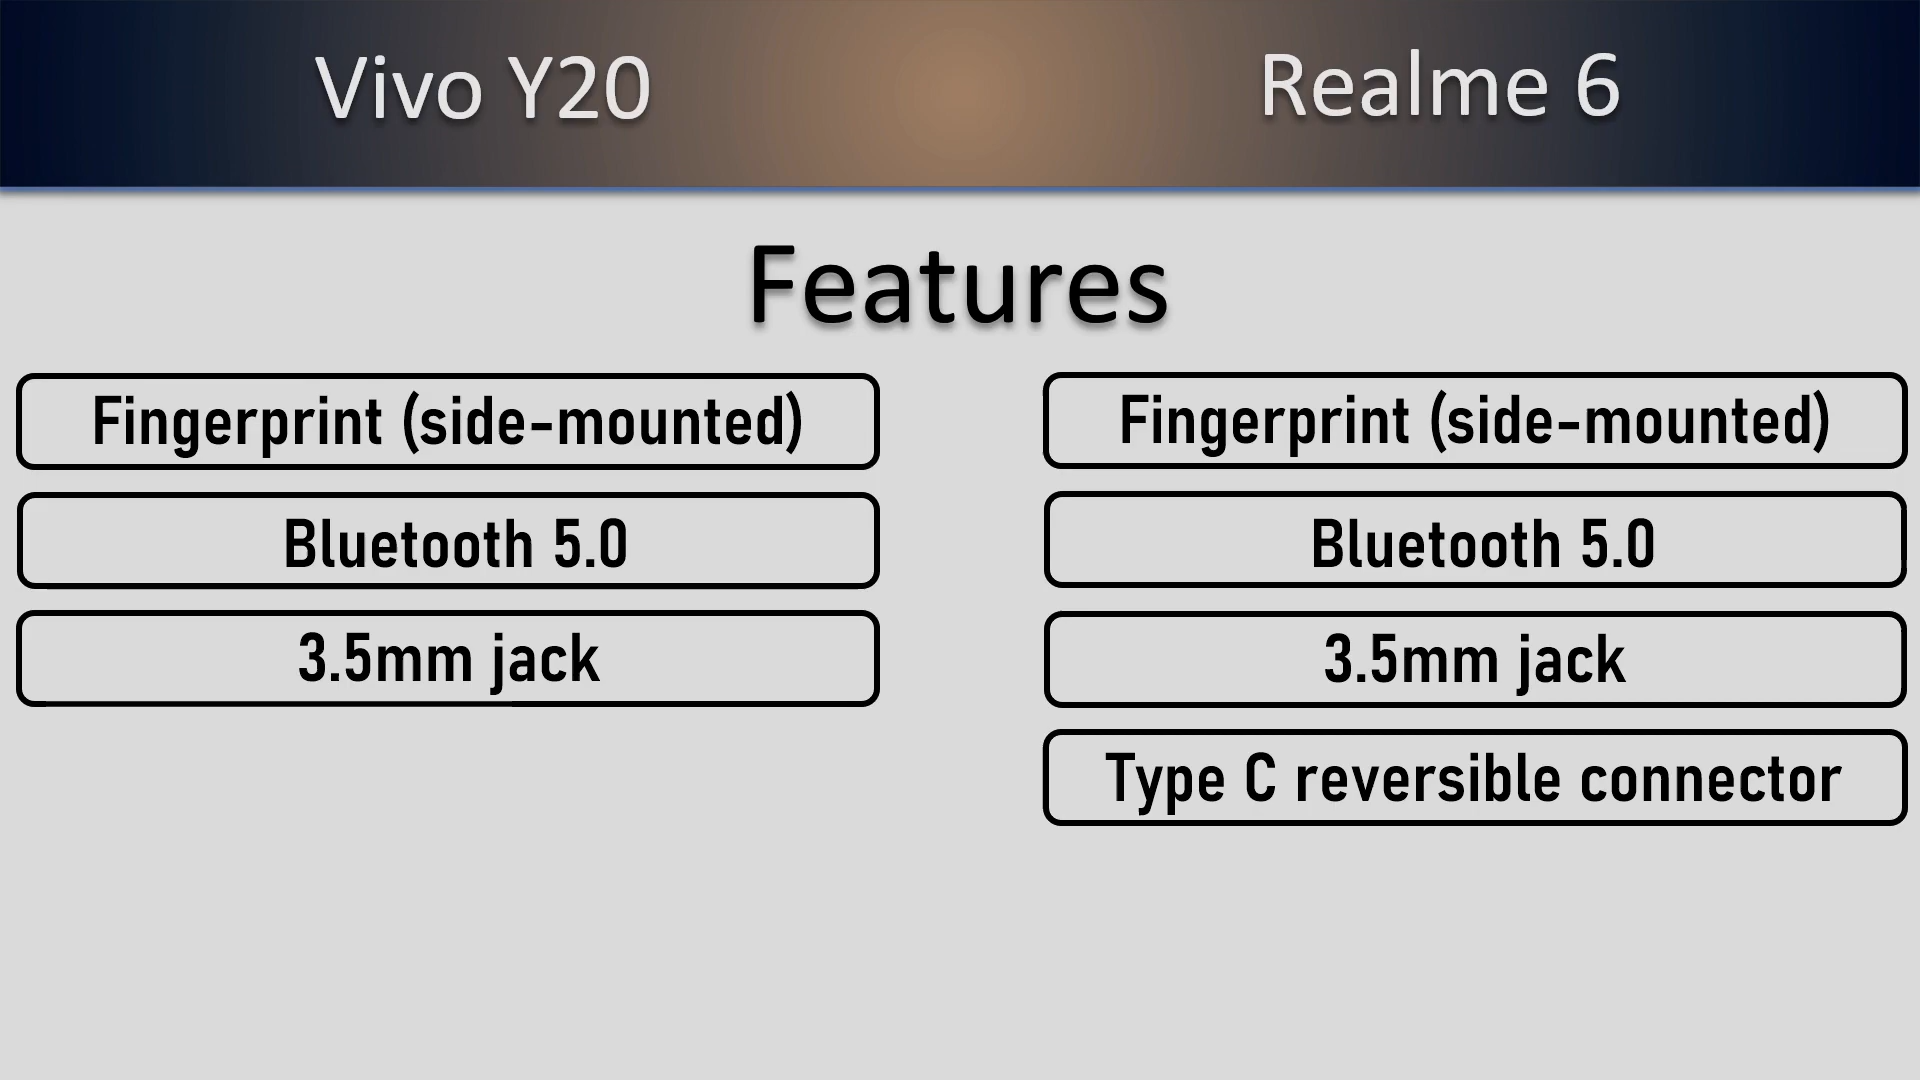 Vivo Y20
Realme 6
Features
Fingerprint (side-mounted)
Fingerprint (side-mounted)
Bluetooth 5.0
Bluetooth 5.0
3.5mm jack
3.5mm jack
Type C reversible connector